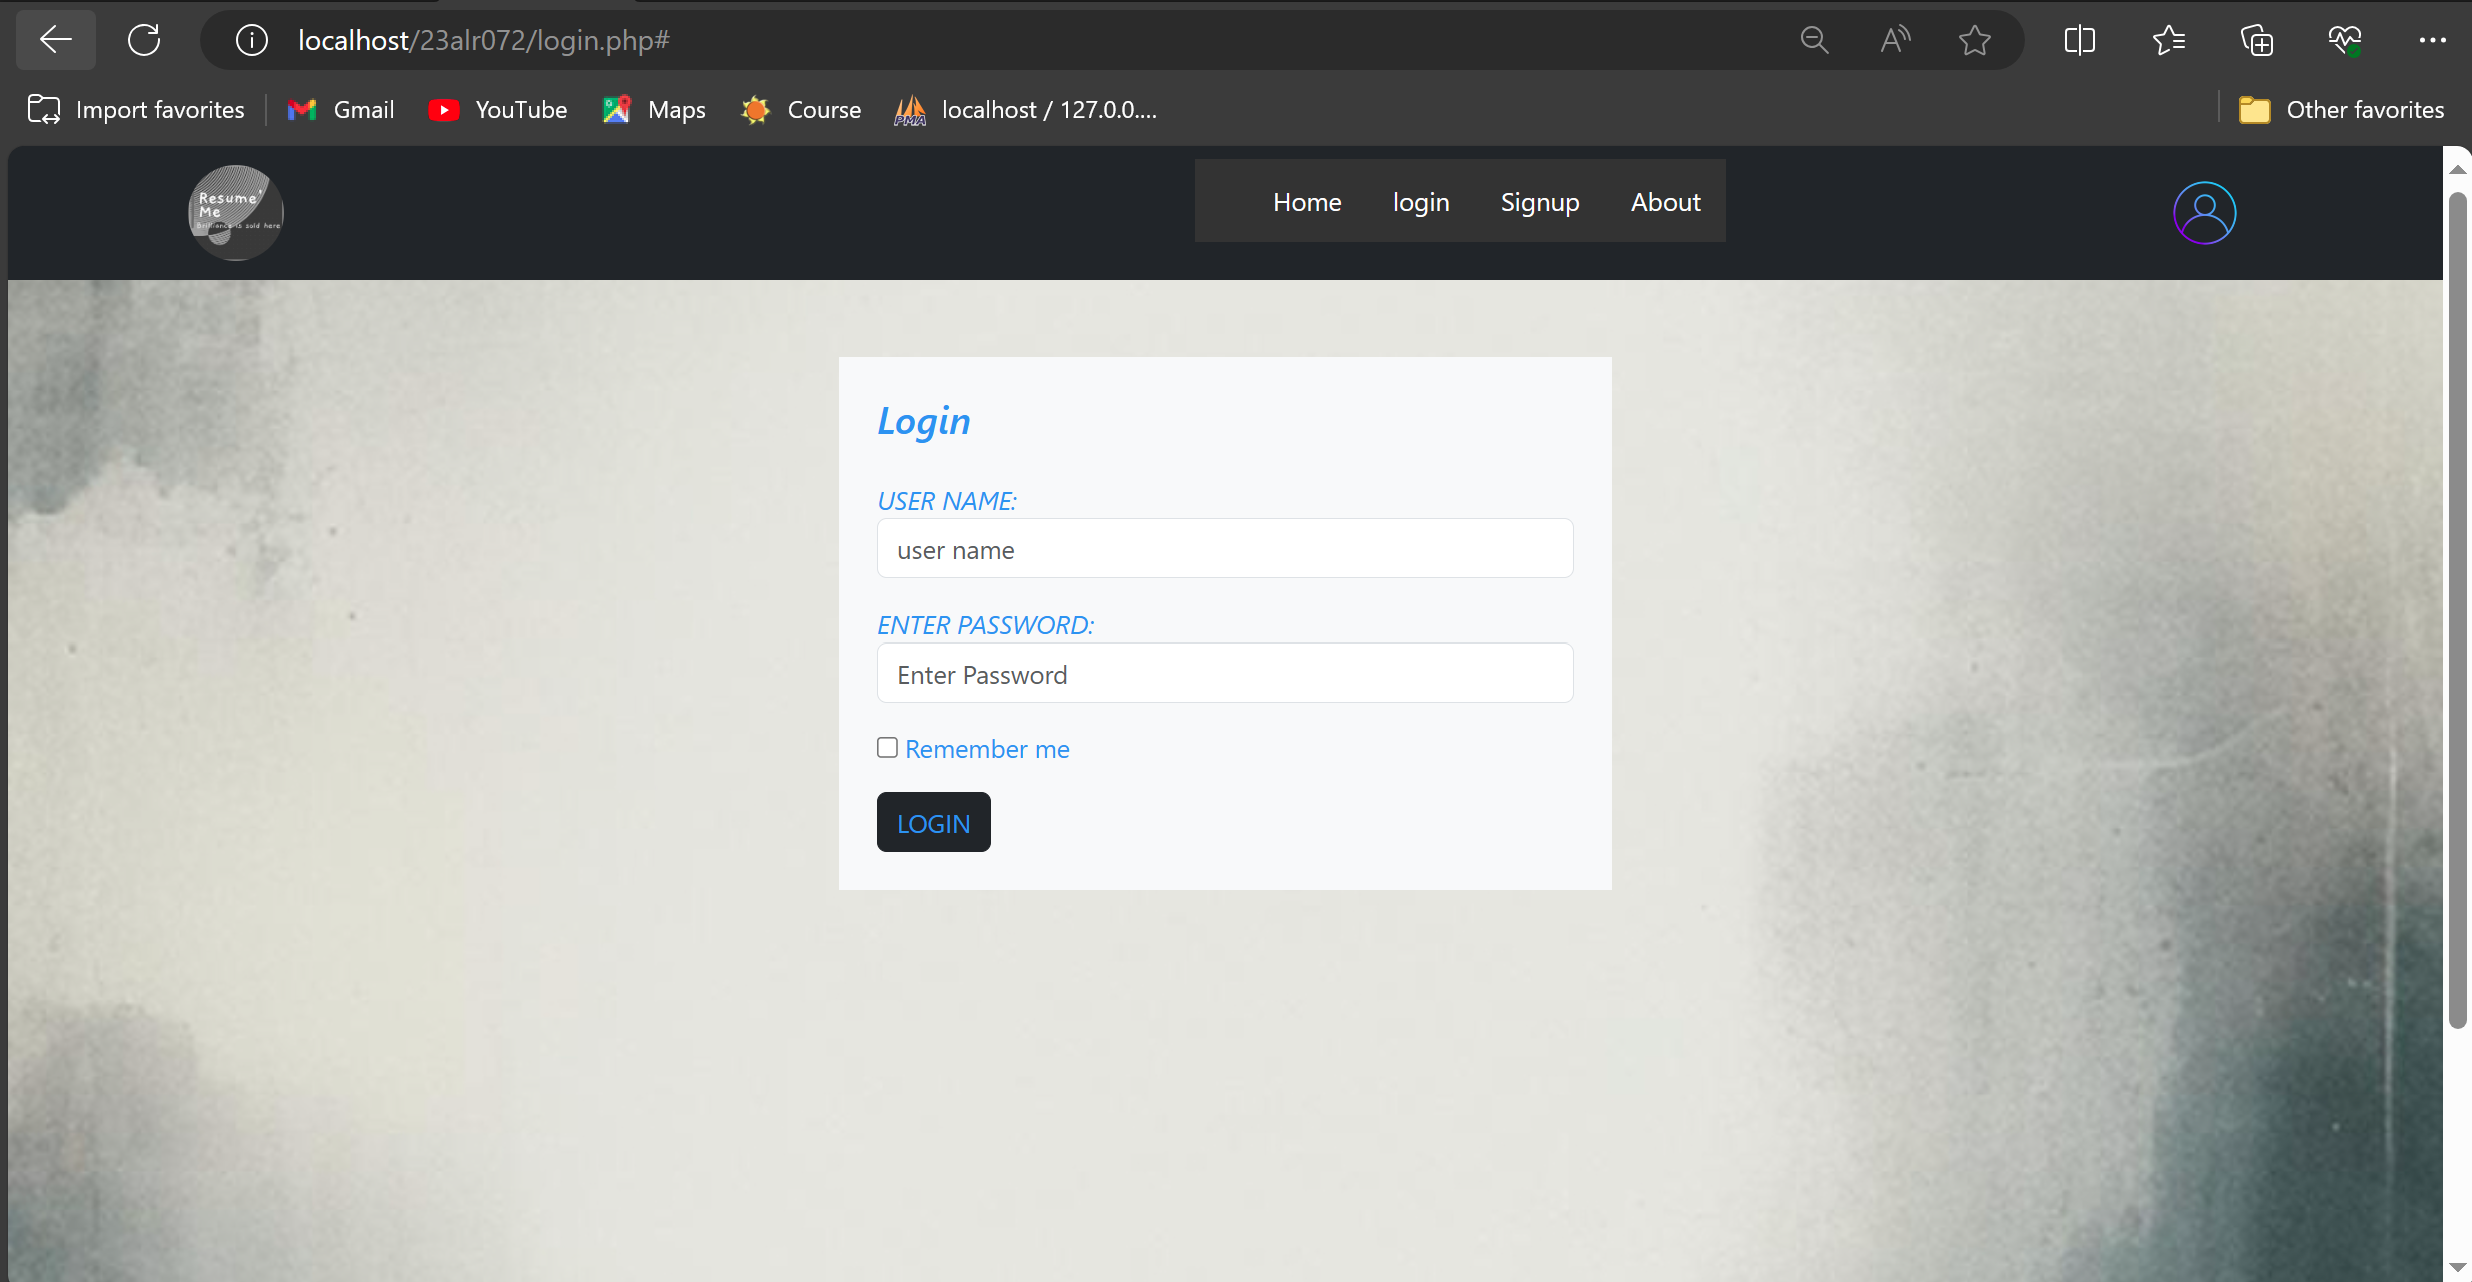 localhost/23alr072/login.php#
Import favorites Gmail YouTube Maps Course PMA localhost / 127.0.0.... Other favorites
Resume'
Me
Brilliance is sold here
Home login Signup About
Login
USER NAME:
user name
ENTER PASSWORD:
Enter Password
Remember me
LOGIN